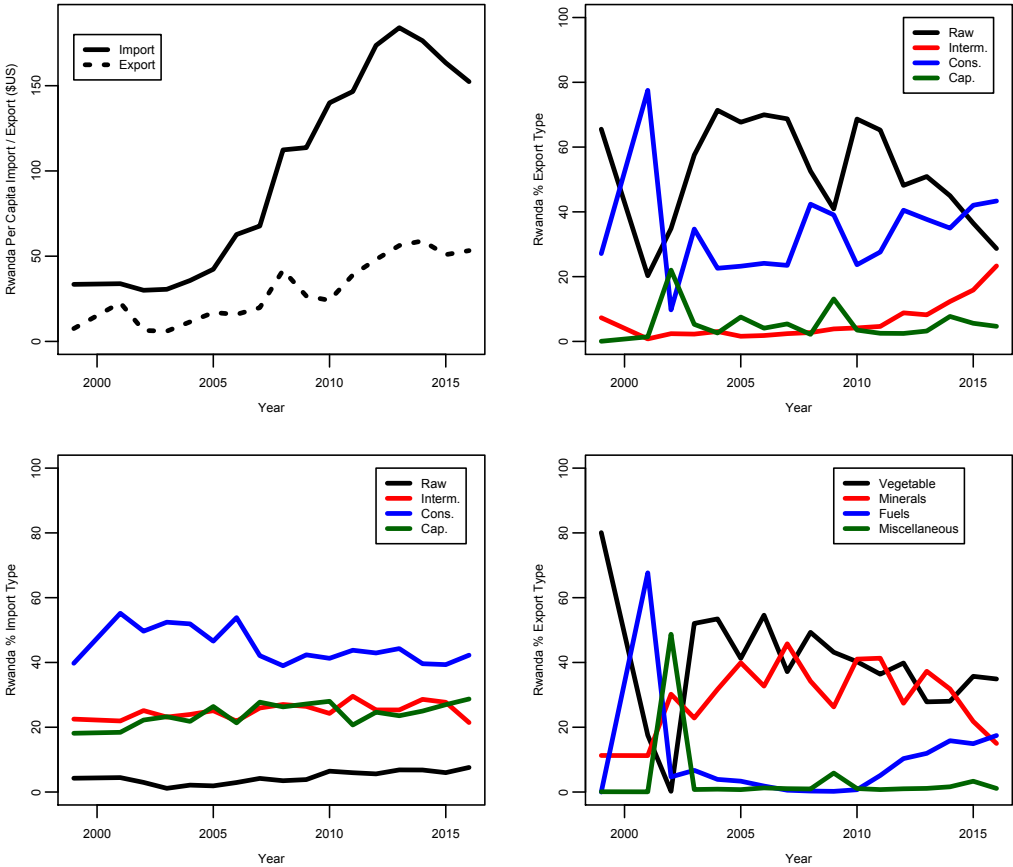 Rwanda Per Capita Import / Export ($US)
150
100
50
0
Import
Export
2000 2005 2010 2015
Year
Rwanda % Export Type
100
80
60
40
20
0
Raw
Interm.
Cons.
Cap.
2000 2005 2010 2015
Year
Rwanda % Import Type
100
80
60
40
20
0
Raw
Interm.
Cons.
Cap.
2000 2005 2010 2015
Year
Rwanda % Export Type
100
80
60
40
20
0
Vegetable
Minerals
Fuels
Miscellaneous
2000 2005 2010 2015
Year